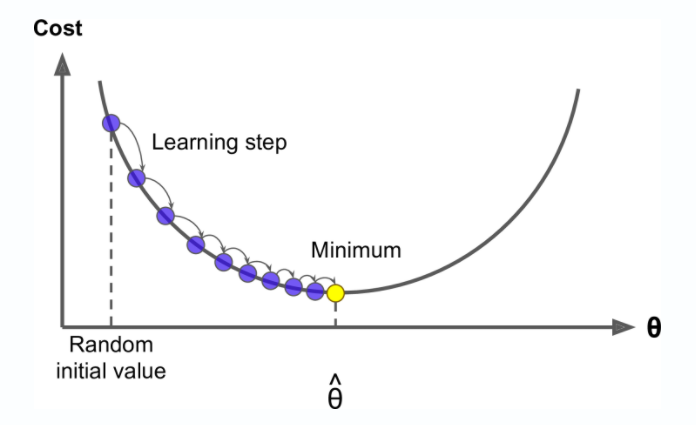 Cost
Learning step
Minimum
θ
Random
initial value
θ̂